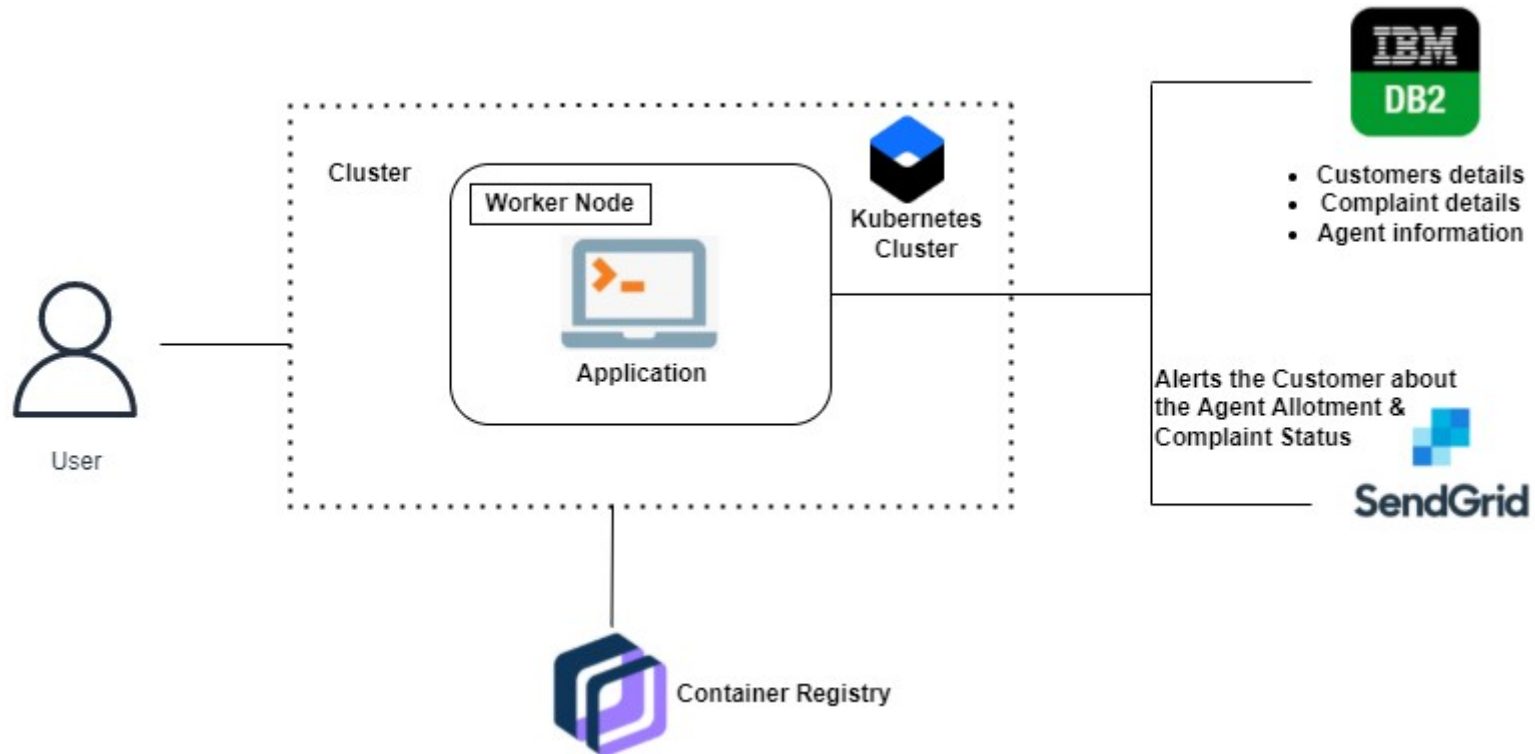 IBM
DB2
Cluster
Worker Node
Kubernetes
Cluster
• Customers details
• Complaint details
• Agent information
Application
User
Alerts the Customer about
the Agent Allotment &
Complaint Status
SendGrid
Container Registry